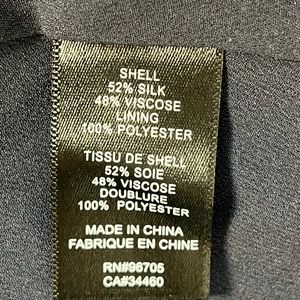 SHELL
52% SILK
48% VISCOSE
LINING
100% POLYESTER
TISSU DE SHELL
52% SOIE
48% VISCOSE
DOUBLURE
100% POLYESTER
MADE IN CHINA
FABRIQUE EN CHINE
RN#96705
CA#34460